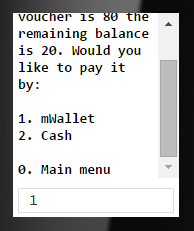 voucher is 80 the
remaining balance
is 20. Would you
like to pay it
by:
1. mWallet
2. Cash
0. Main menu
1